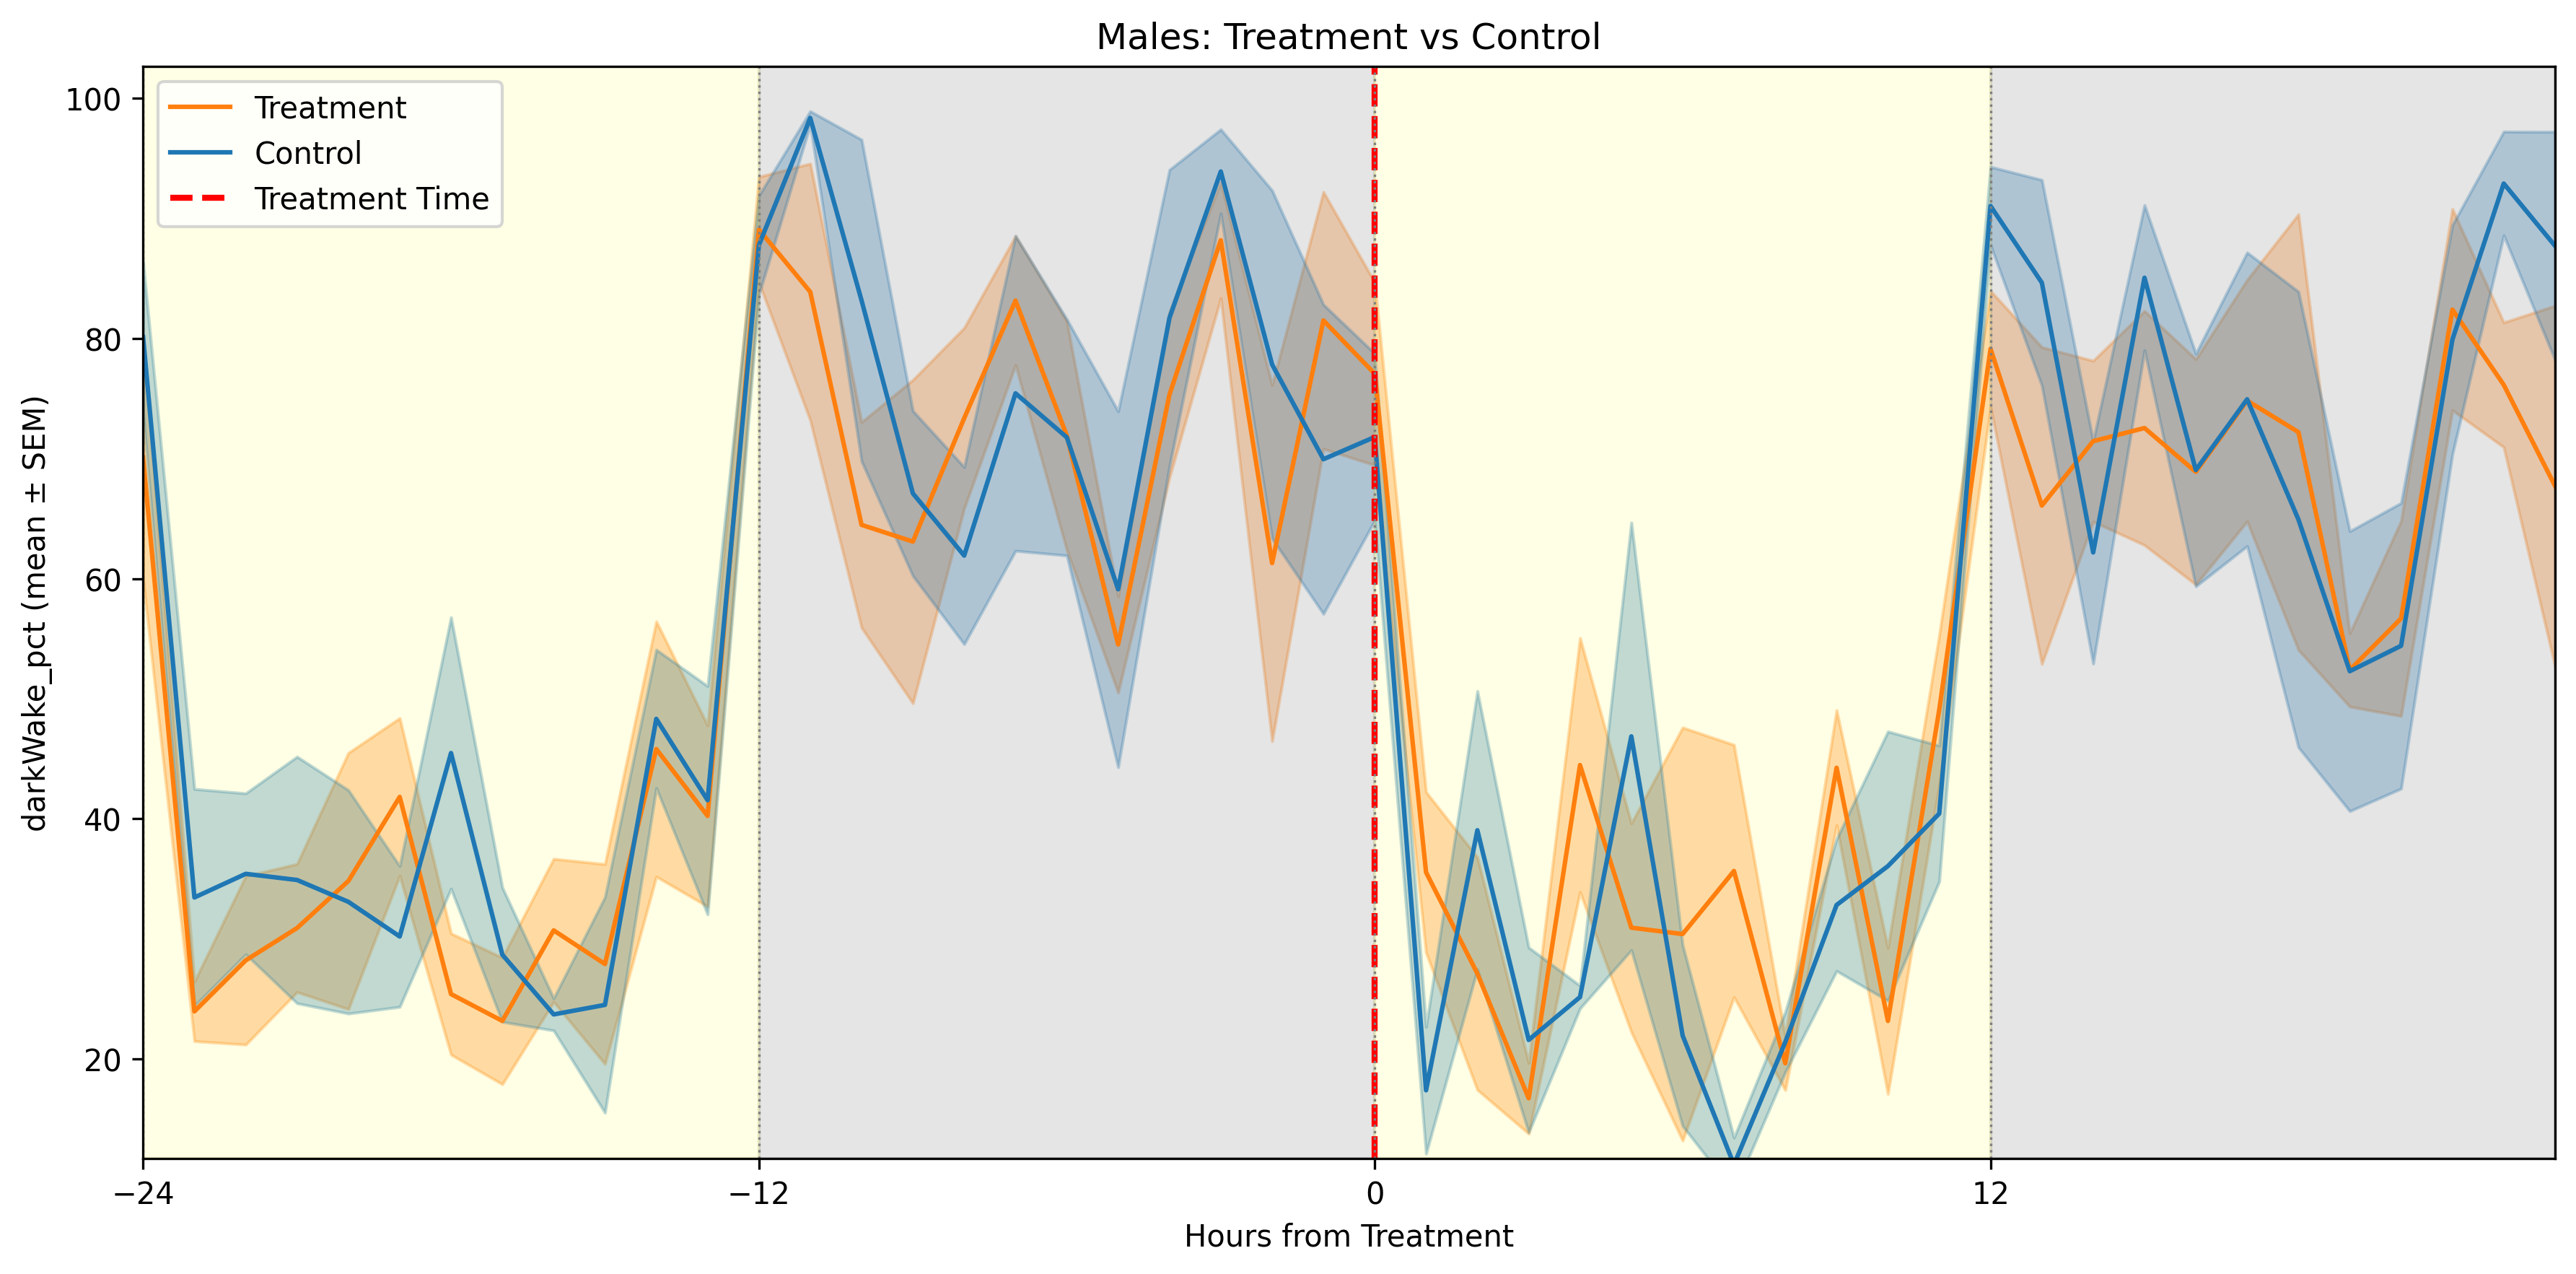 Males: Treatment vs Control
Treatment
Control
Treatment Time
100
80
60
40
20
darkWake_pct (mean ± SEM)
−24
−12
0
12
Hours from Treatment